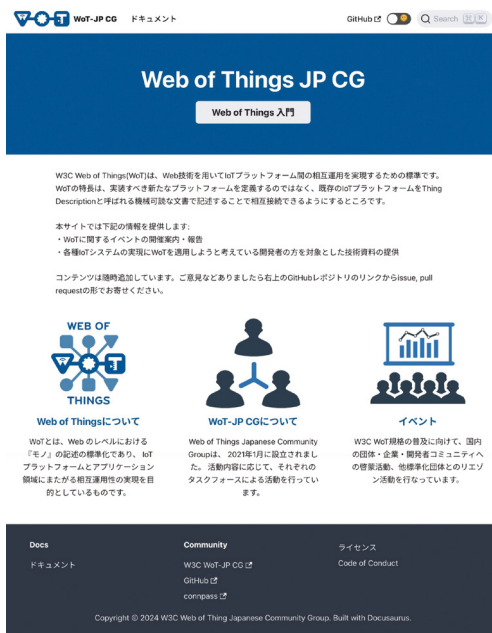 WoT-JP CG ドキュメント GitHub Search ⌘ K
Web of Things JP CG
Web of Things 入門
W3C Web of Things(WoT)は、Web技術を用いてIoTプラットフォーム間の相互運用を実現するための標準です。
WoTの特長は、実装すべき新たなプラットフォームを定義するのではなく、既存のIoTプラットフォームをThing
Descriptionと呼ばれる機械可読な文書で記述することで相互接続できるようにするところです。
本サイトでは下記の情報を提供します:
・WoTに関するイベントの開催案内・報告
・各種IoTシステムの実現にWoTを適用しようと考えている開発者の方を対象とした技術資料の提供
コンテンツは随時追加しています。ご意見などありましたら右上のGitHubレポジトリのリンクからissue, pull
requestの形でお寄せください。
WEB OF
THINGS
Web of Thingsについて
WoTとは、Web のレベルにおける
『モノ』の記述の標準化であり、 IoT
プラットフォームとアプリケーション
領域にまたがる相互運用性の実現を目
的としているものです。
WoT-JP CGについて
Web of Things Japanese Community
Groupは、 2021年1月に設立されまし
た。 活動内容に応じて、それぞれの
タスクフォースによる活動を行ってい
ます。
イベント
W3C WoT規格の普及に向けて、国内
の団体・企業・開発者コミュニティへ
の啓蒙活動、他標準化団体とのリエゾ
ン活動を行なっています。
Docs
ドキュメント
Community
W3C WoT-JP CG
GitHub
connpass
ライセンス
Code of Conduct
Copyright © 2024 W3C Web of Thing Japanese Community Group. Built with Docusaurus.